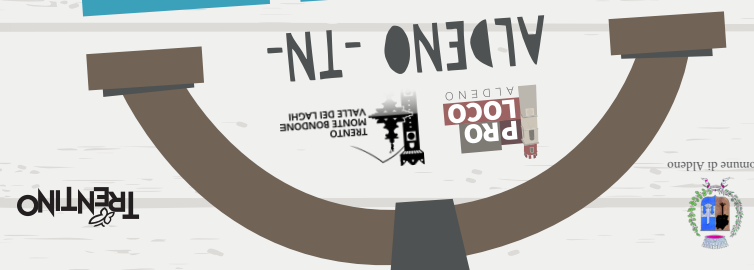 omune di Aldeno
TRENTINO
PRO
LOCO
ALDENO
TRENTO
MONTE BONDONE
VALLE DEI LAGHI
ALDENO -TN-